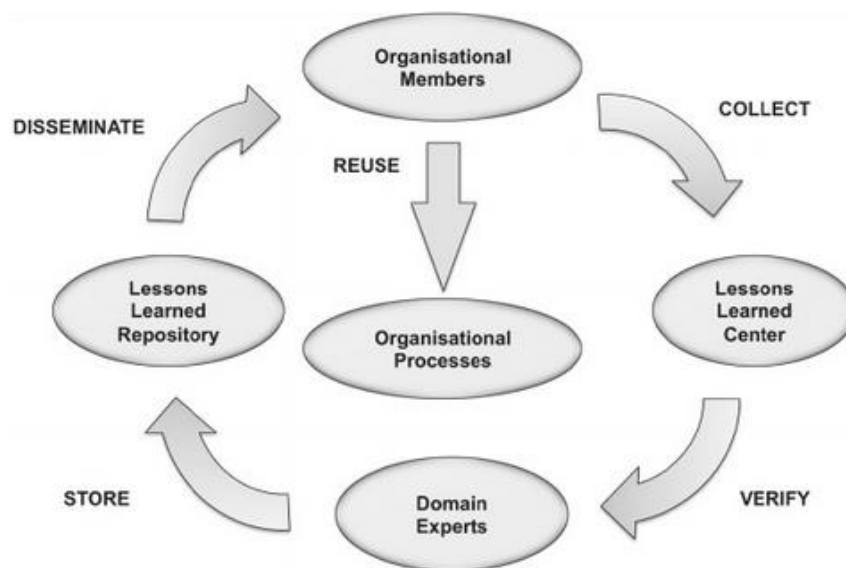 Organisational
Members
DISSEMINATE
COLLECT
REUSE
Lessons
Learned
Repository
Organisational
Processes
Lessons
Learned
Center
STORE
Domain
Experts
VERIFY